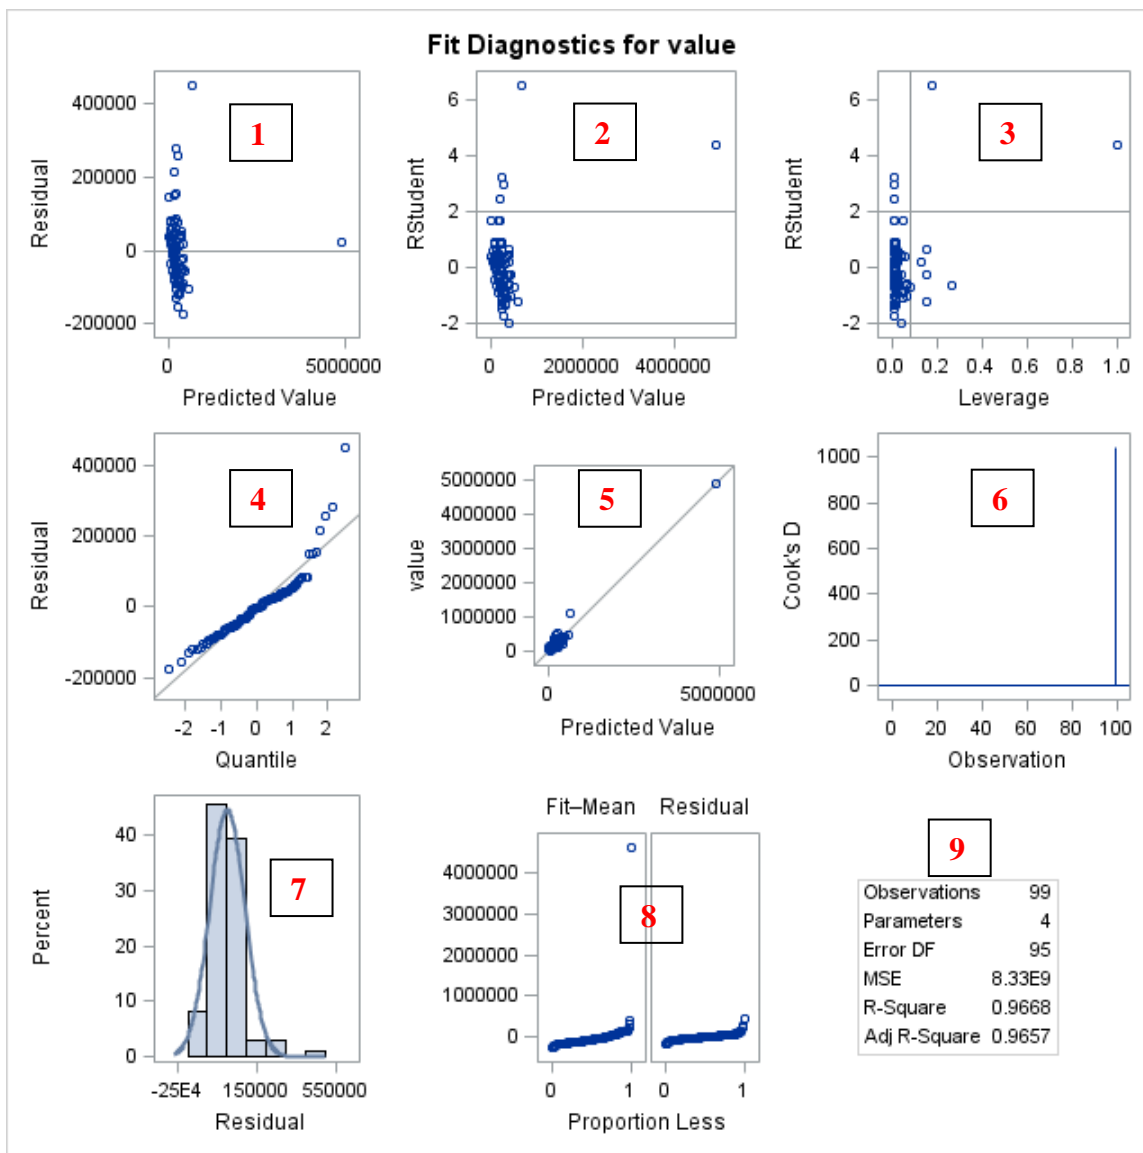 Fit Diagnostics for value
1
400000
200000
0
-200000
Residual
0 5000000
Predicted Value
2
6
4
2
0
-2
RStudent
0 2000000 4000000
Predicted Value
3
6
4
2
0
-2
RStudent
0.0 0.2 0.4 0.6 0.8 1.0
Leverage
4
400000
200000
0
-200000
Residual
-2 -1 0 1 2
Quantile
5
5000000
4000000
3000000
2000000
1000000
0
value
0 5000000
Predicted Value
6
1000
800
600
400
200
0
Cook's D
0 20 40 60 80 100
Observation
7
40
30
20
10
0
Percent
-25E4 150000 550000
Residual
Fit–Mean Residual
8
4000000
3000000
2000000
1000000
0
0 1 0 1
Proportion Less
9
Observations 99
Parameters 4
Error DF 95
MSE 8.33E9
R-Square 0.9668
Adj R-Square 0.9657